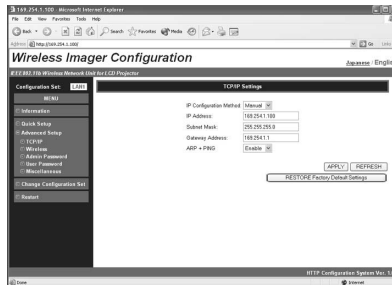 169.254.1.100/ Microsoft Internet Explorer
File Edit View Favorites Tools Help
Back Search Favorites Media
Address http://169.254.1.100/ Go Links
Wireless Imager Configuration
Japanese / Englis
IEEE802.11b Wireless Network Unit for LCD Projector
Configuration Set: LAN1
MENU
Information
Quick Setup
Advanced Setup
TCP/IP
Wireless
Admin Password
User Password
Miscellaneous
Change Configuration Set
Restart
TCP/IP Settings
IP Configuration Method Manual
IP Address: 169.254.1.100
Subnet Mask: 255.255.255.0
Gateway Address: 169.254.1.1
ARP + PING Enable
APPLY REFRESH
RESTORE Factory Default Settings
HTTP Configuration System Ver. 1.
Done Internet